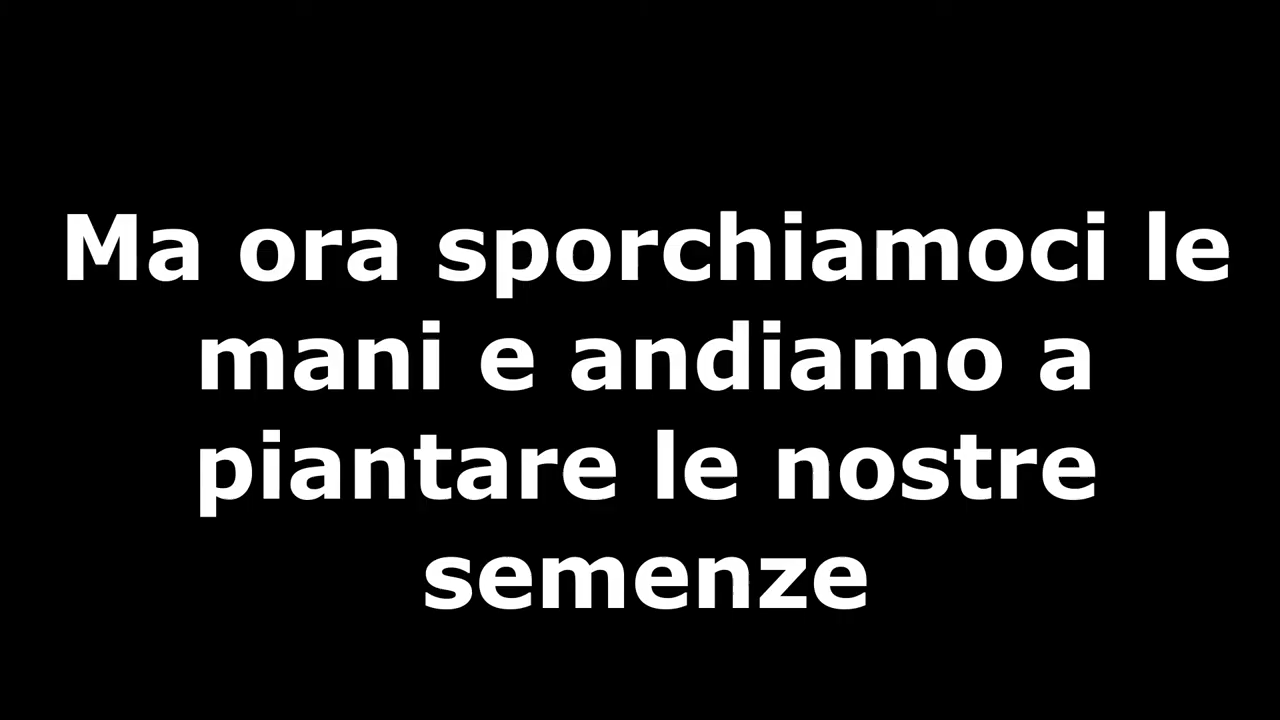 Ma ora sporchiamoci le
mani e andiamo a
piantare le nostre
semenze